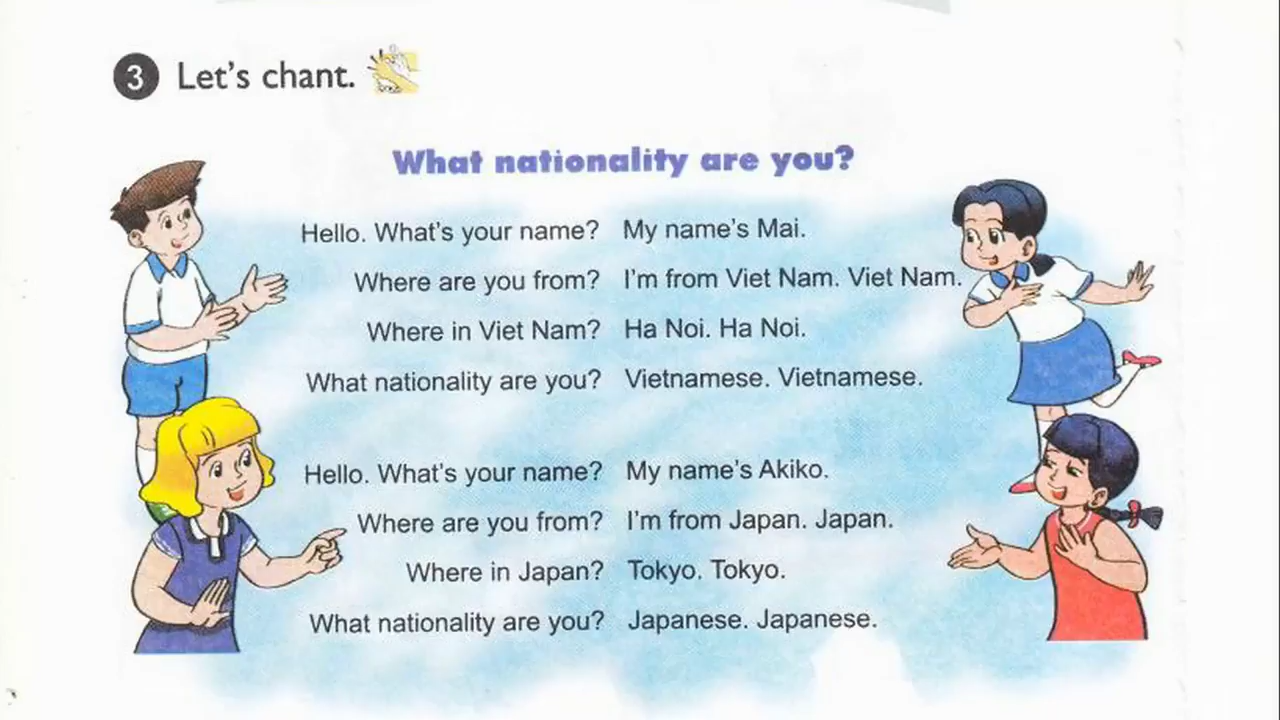 3 Let's chant.
What nationality are you?
Hello. What's your name? My name's Mai.
Where are you from? I'm from Viet Nam. Viet Nam.
Where in Viet Nam? Ha Noi. Ha Noi.
What nationality are you? Vietnamese. Vietnamese.
Hello. What's your name? My name's Akiko.
Where are you from? I'm from Japan. Japan.
Where in Japan? Tokyo. Tokyo.
What nationality are you? Japanese. Japanese.